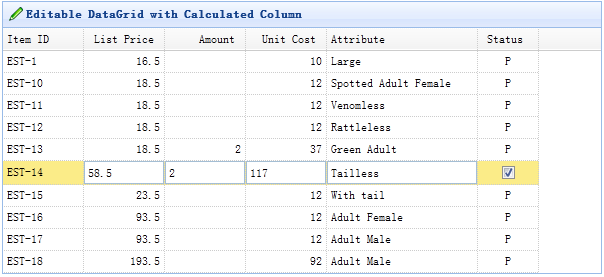 Editable DataGrid with Calculated Column
Item ID List Price Amount Unit Cost Attribute Status
EST-1 16.5 10 Large P
EST-10 18.5 12 Spotted Adult Female P
EST-11 18.5 12 Venomless P
EST-12 18.5 12 Rattleless P
EST-13 18.5 2 37 Green Adult P
EST-14 58.5 2 117 Tailless
EST-15 23.5 12 With tail P
EST-16 93.5 12 Adult Female P
EST-17 93.5 12 Adult Male P
EST-18 193.5 92 Adult Male P